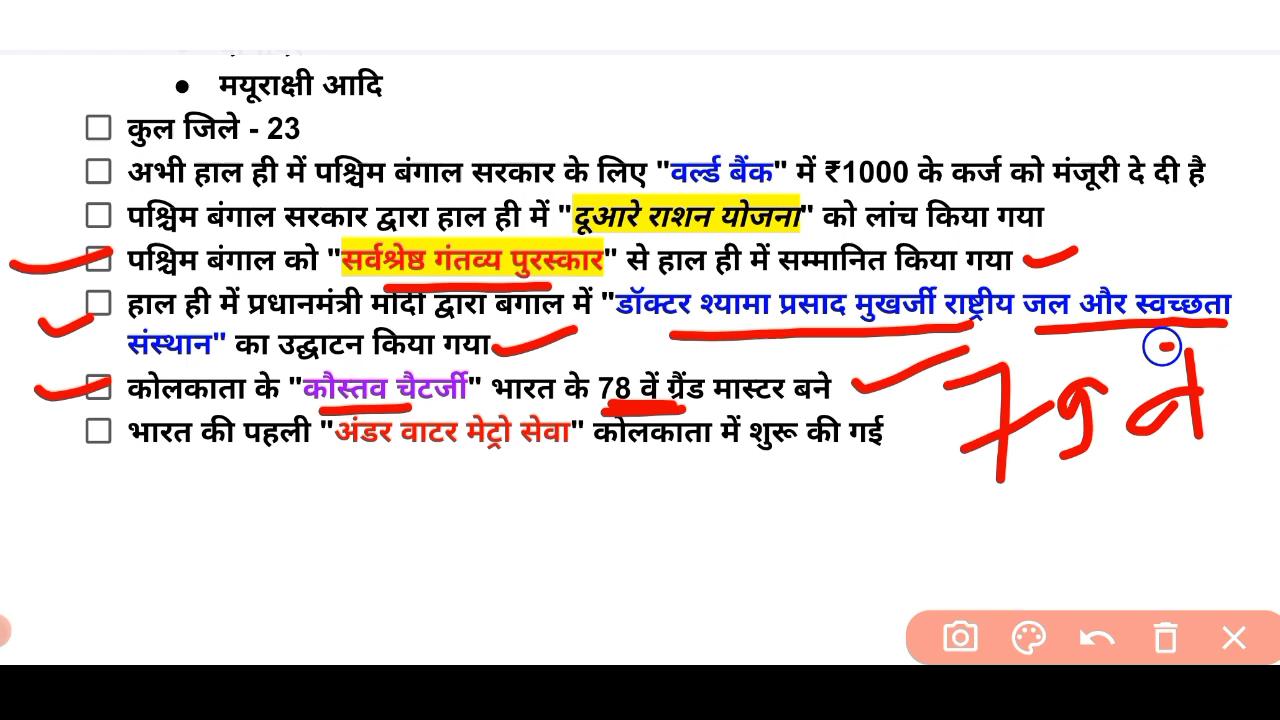 मयूराक्षी आदि
कुल जिले - 23
अभी हाल ही में पश्चिम बंगाल सरकार के लिए "वर्ल्ड बैंक" में ₹1000 के कर्ज को मंजूरी दे दी है
पश्चिम बंगाल सरकार द्वारा हाल ही में "दूआरे राशन योजना" को लांच किया गया
पश्चिम बंगाल को "सर्वश्रेष्ठ गंतव्य पुरस्कार" से हाल ही में सम्मानित किया गया
हाल ही में प्रधानमंत्री मोदी द्वारा बंगाल में "डॉक्टर श्यामा प्रसाद मुखर्जी राष्ट्रीय जल और स्वच्छता
संस्थान" का उद्घाटन किया गया
कोलकाता के "कौस्तव चैटर्जी" भारत के 78 वें ग्रैंड मास्टर बने
भारत की पहली "अंडर वाटर मेट्रो सेवा" कोलकाता में शुरू की गई